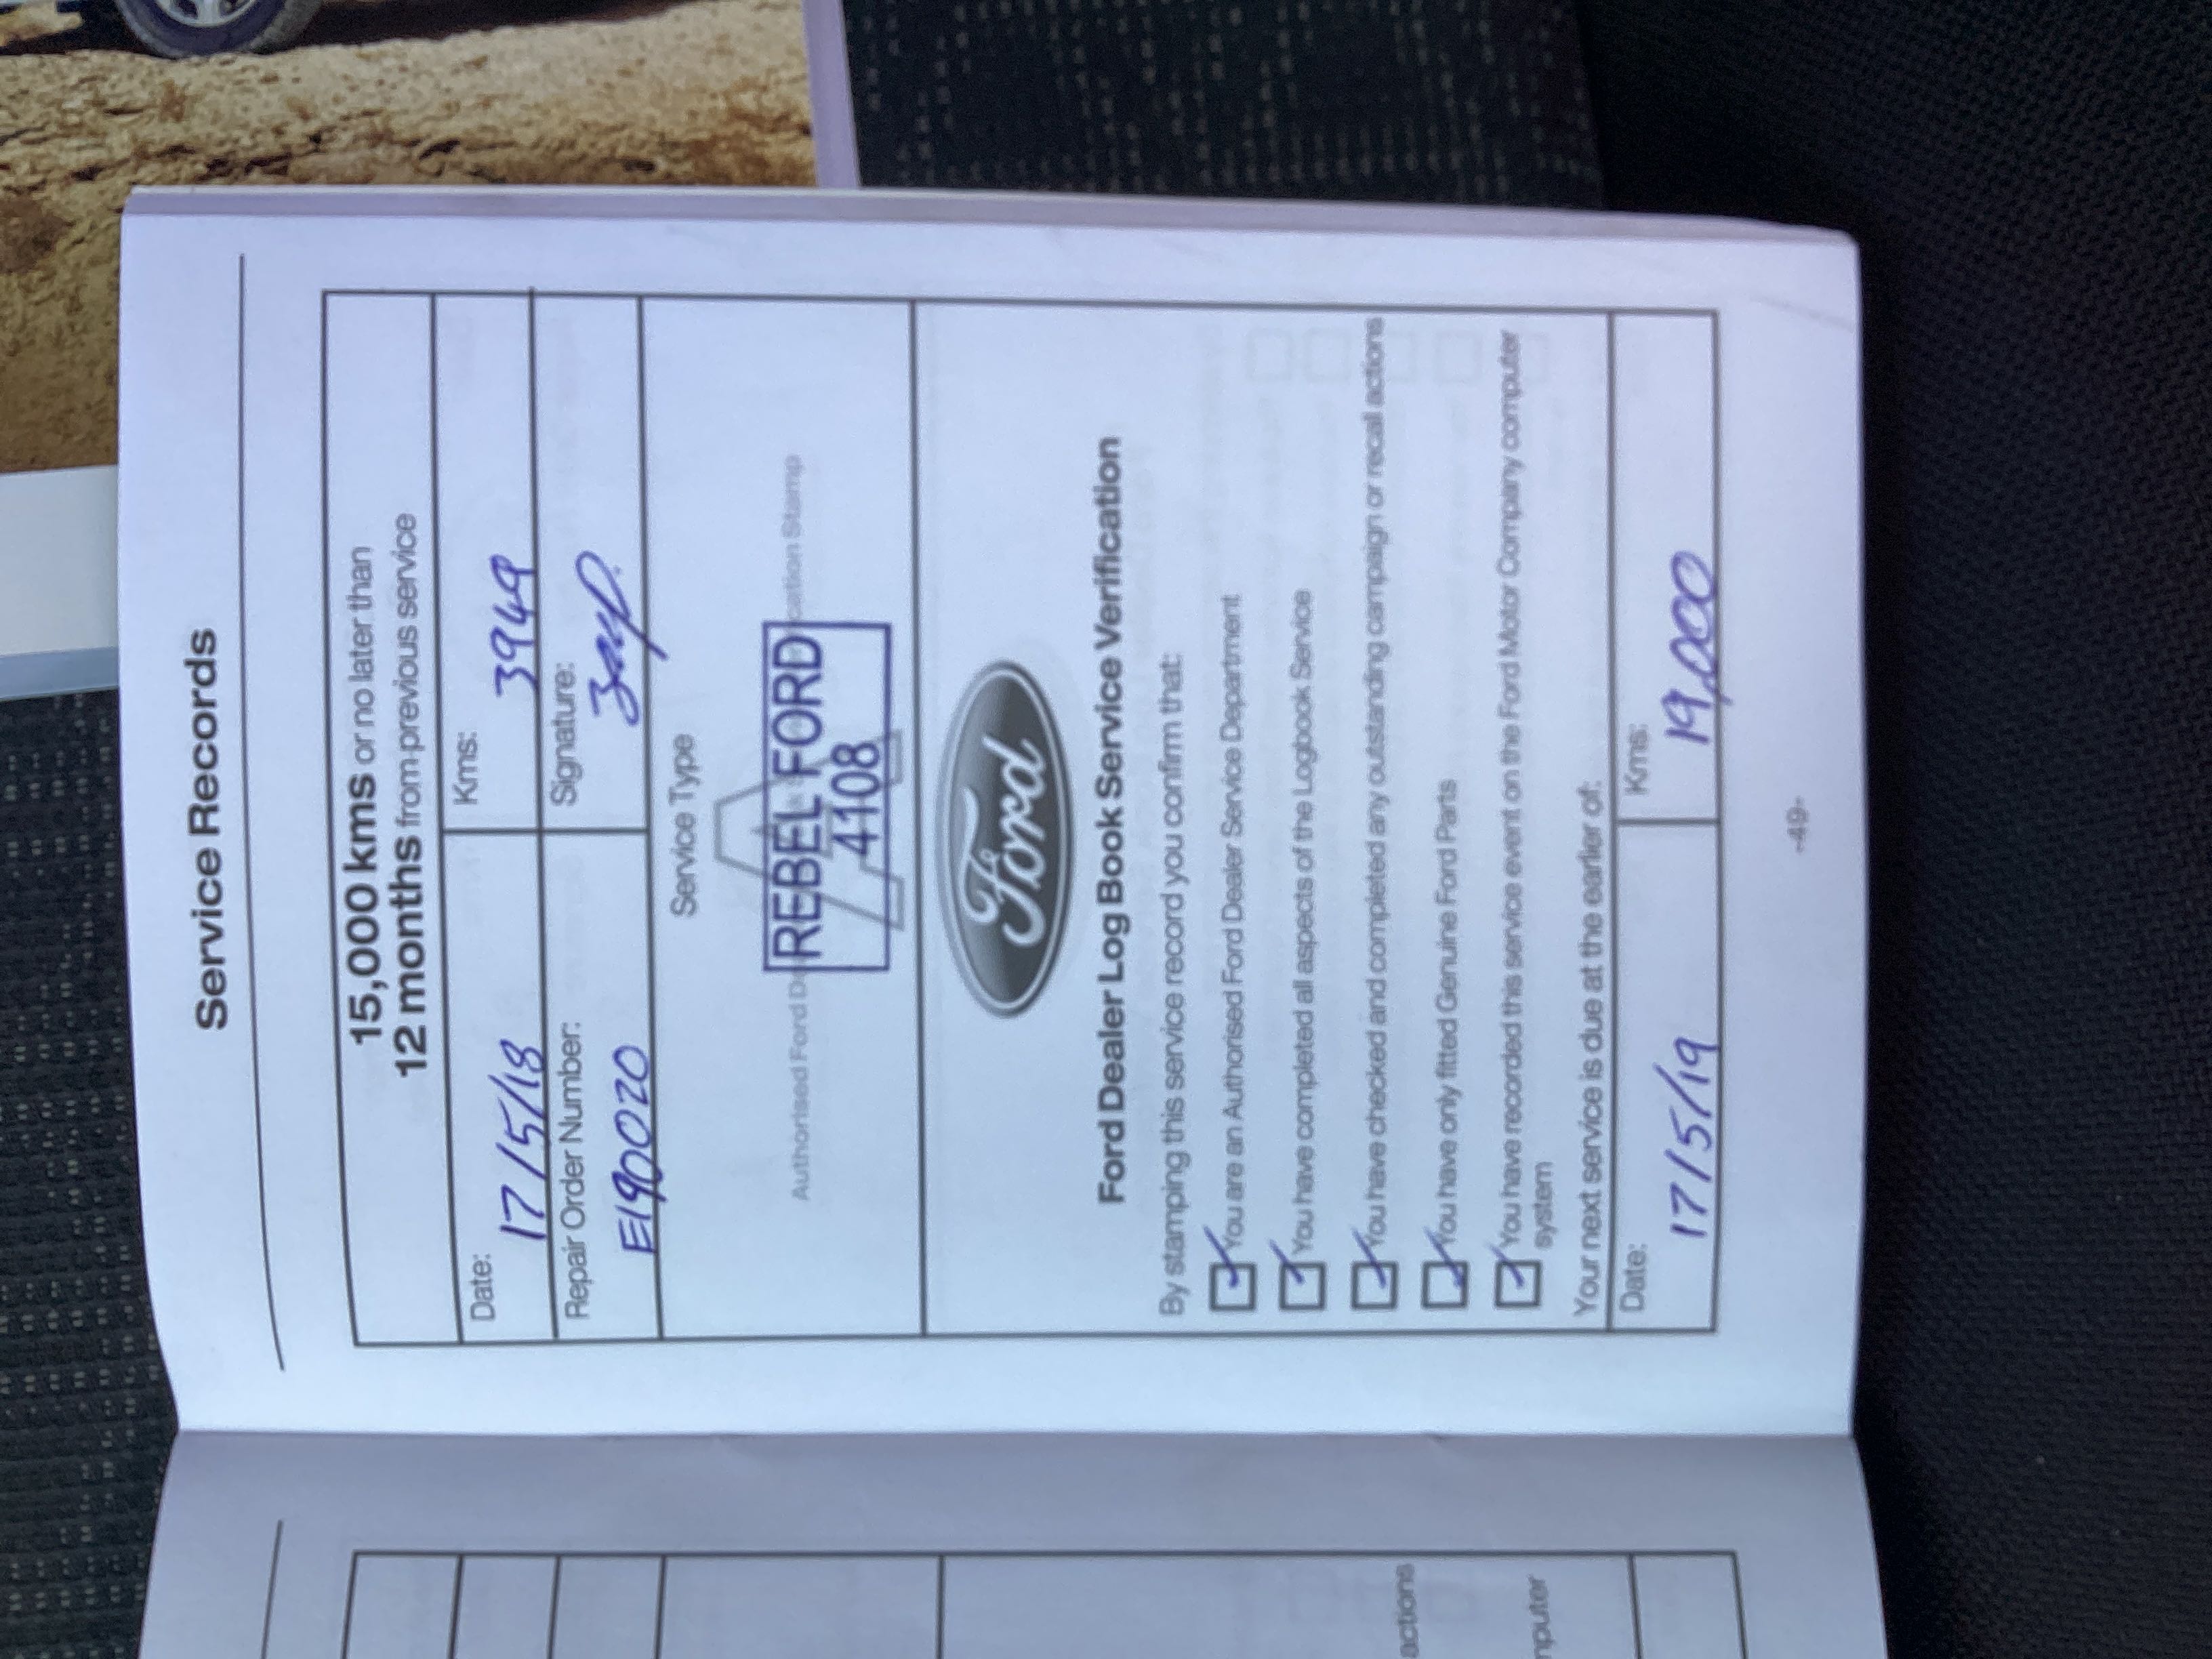 Service Records
15,000 kms or no later than
12 months from previous service
Date:
17/5/18
Kms:
3949
Repair Order Number:
E190020
Signature:
Service Type
A
Authorised Ford De
cation Stamp
REBEL FORD
4108
Ford
Ford Dealer Log Book Service Verification
By stamping this service record you confirm that:
You are an Authorised Ford Dealer Service Department
You have completed all aspects of the Logbook Service
You have checked and completed any outstanding campaign or recall actions
You have only fitted Genuine Ford Parts
You have recorded this service event on the Ford Motor Company computer
system
Your next service is due at the earlier of:
Date:
17/5/19
Kms:
19,000
-49-
actions
nputer